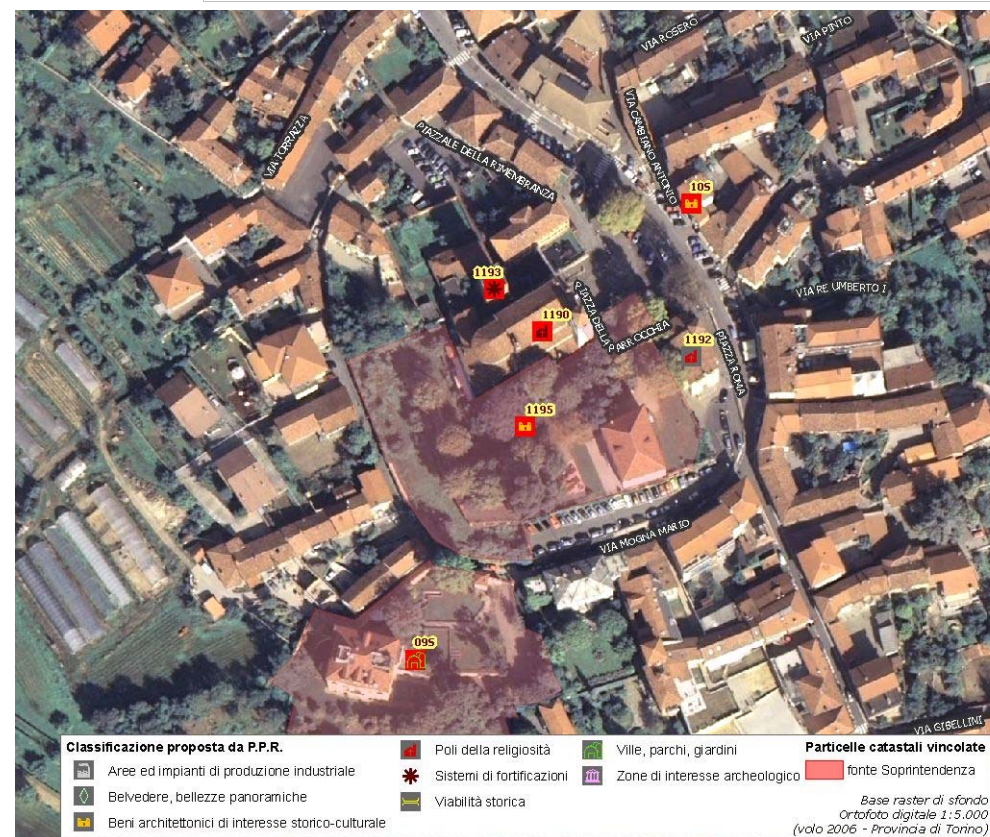 VIA ROSERO
VIA PINTO
VIA TORRAZZA
VIA CAMBIANO ANTONIO
PIAZZALE DELLA RIMEMBRANZA
105
1193
VIA RE UMBERTO I
PIAZZA DELLA PARROCCHIA
1190
1192
PIAZZA ROMA
1195
VIA MOGNA MARIO
095
VIA GIBELLINI
Classificazione proposta da P.P.R.
Aree ed impianti di produzione industriale
Belvedere, bellezze panoramiche
Beni architettonici di interesse storico-culturale
Poli della religiosità
Sistemi di fortificazioni
Viabilità storica
Ville, parchi, giardini
Zone di interesse archeologico
Particelle catastali vincolate
fonte Soprintendenza
Base raster di sfondo
Ortofoto digitale 1:5.000
(volo 2006 - Provincia di Torino)